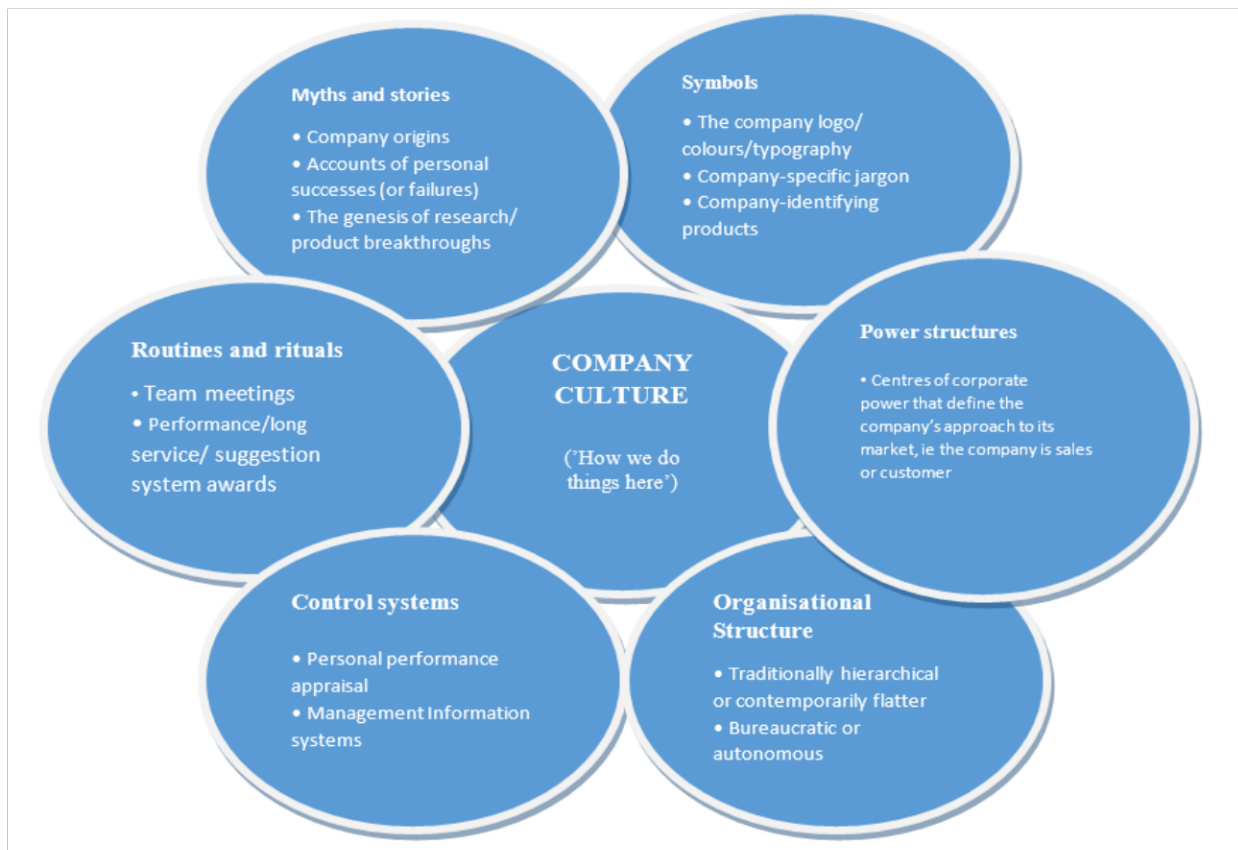 Myths and stories
• Company origins
• Accounts of personal
successes (or failures)
• The genesis of research/
product breakthroughs
Symbols
• The company logo/
colours/typography
• Company-specific jargon
• Company-identifying
products
Routines and rituals
• Team meetings
• Performance/long
service/ suggestion
system awards
COMPANY
CULTURE
(’How we do
things here’)
Power structures
• Centres of corporate
power that define the
company’s approach to its
market, ie the company is sales
or customer
Control systems
• Personal performance
appraisal
• Management Information
systems
Organisational
Structure
• Traditionally hierarchical
or contemporarily flatter
• Bureaucratic or
autonomous